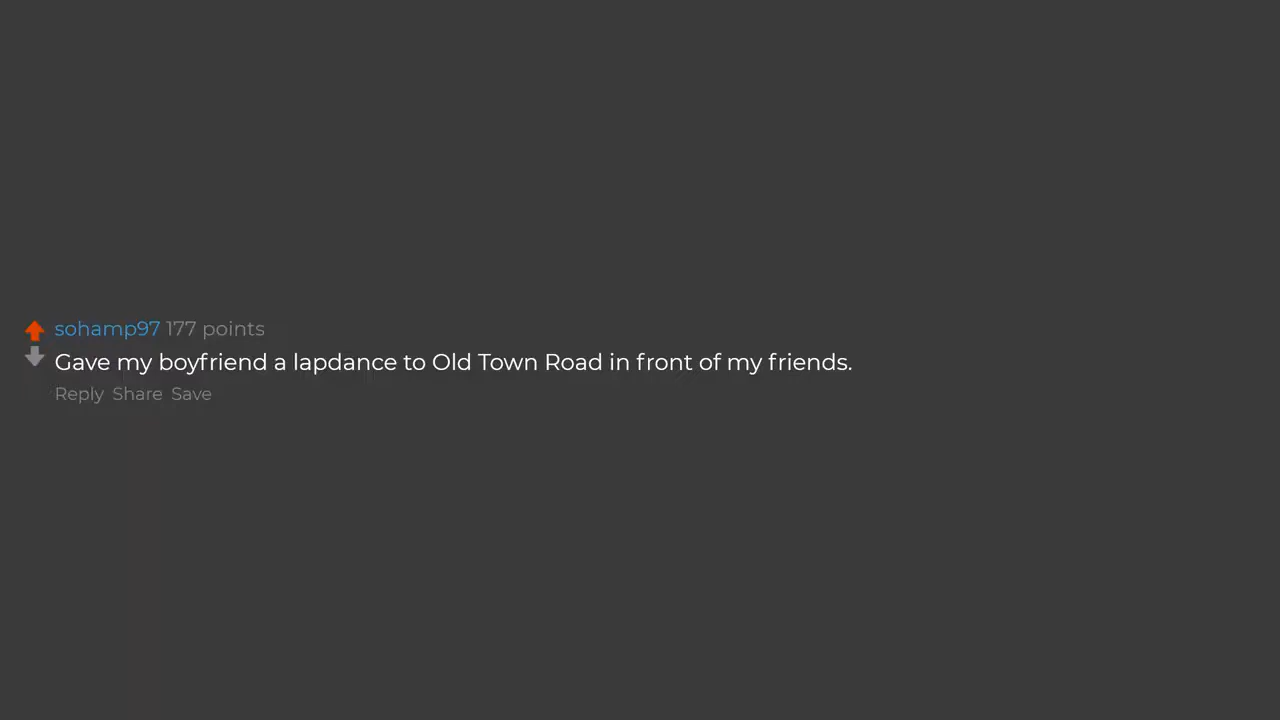 sohamp97 177 points
Gave my boyfriend a lapdance to Old Town Road in front of my friends.
Reply Share Save